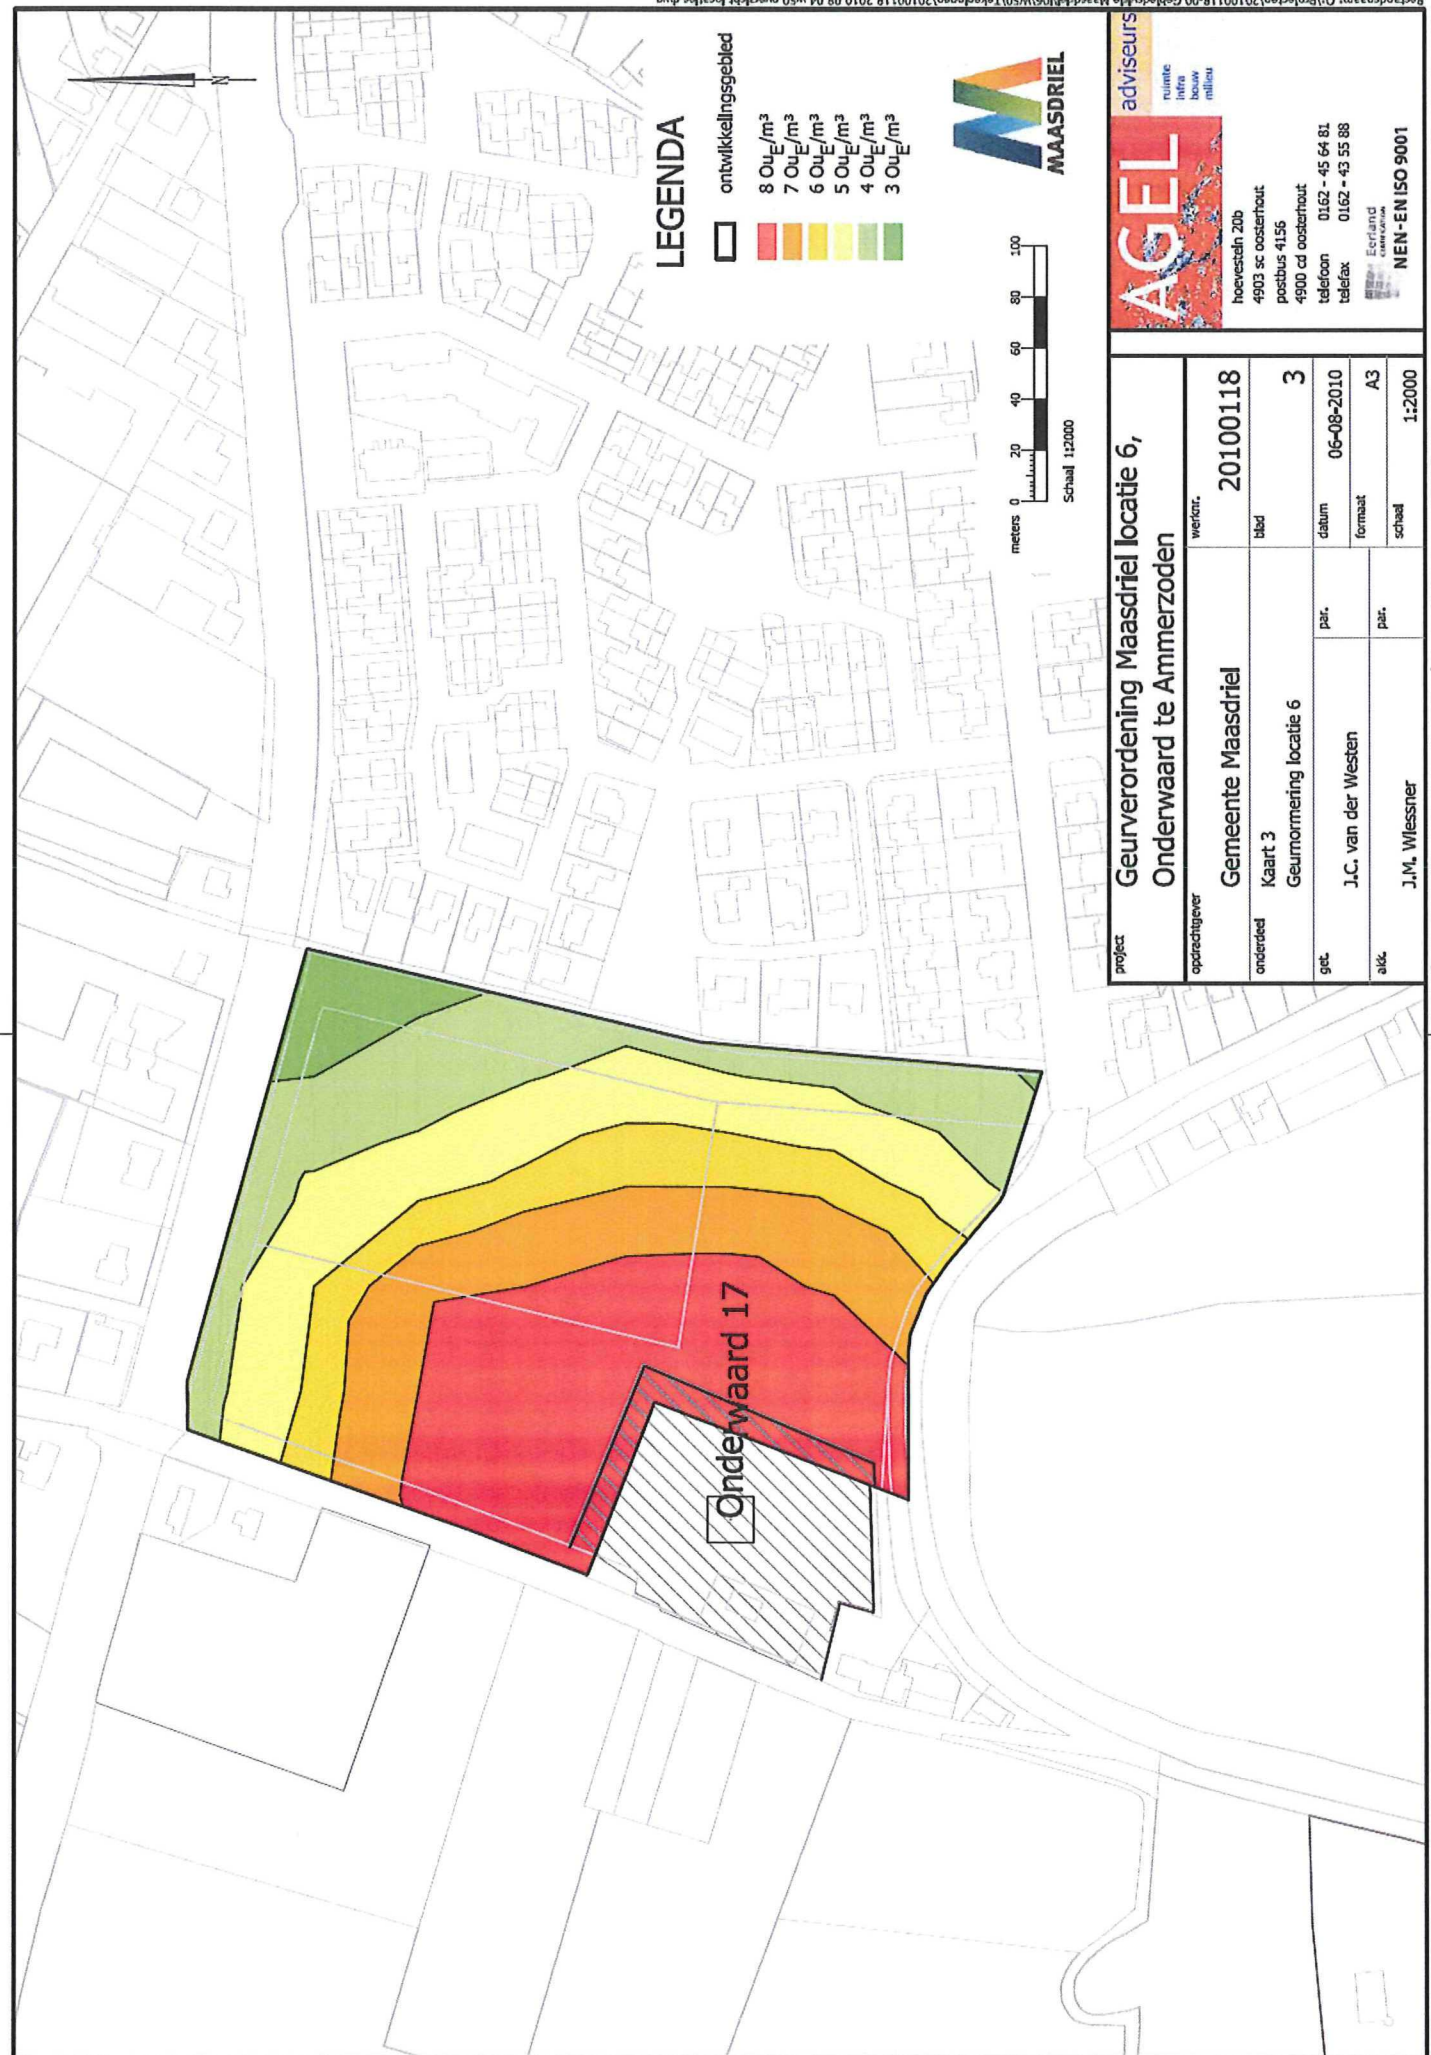 N
LEGENDA
ontwikkelingsgebied
8 OuE/m³
7 OuE/m³
6 OuE/m³
5 OuE/m³
4 OuE/m³
3 OuE/m³
MAASDRIEL
meters 0 20 40 60 80 100
Schaal 1:2000
Onderwaard 17
project
Geurverordening Maasdriel locatie 6,
Onderwaard te Ammerzoden
opdrachtgever
Gemeente Maasdriel
werknr.
20100118
onderdeel
Kaart 3
Geurnormering locatie 6
blad
3
get.
J.C. van der Westen
par.
datum
06-08-2010
formaat
A3
akk.
J.M. Wiessner
par.
schaal
1:2000
AGEL
adviseurs
ruimte
infra
bouw
milieu
hoevestein 20b
4903 sc oosterhout
postbus 4156
4900 cd oosterhout
telefoon 0162 - 45 64 81
telefax 0162 - 43 55 88
Eerland
CERTIFICATION
NEN-EN ISO 9001